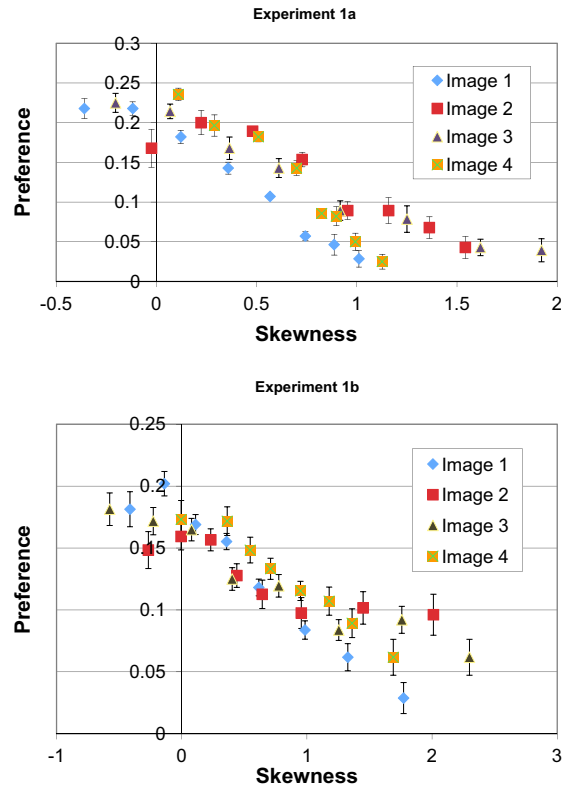 Experiment 1a
Preference
0.3
0.25
0.2
0.15
0.1
0.05
0
-0.5
0
0.5
1
1.5
2
Skewness
Image 1
Image 2
Image 3
Image 4
Experiment 1b
Preference
0.25
0.2
0.15
0.1
0.05
0
-1
0
1
2
3
Skewness
Image 1
Image 2
Image 3
Image 4